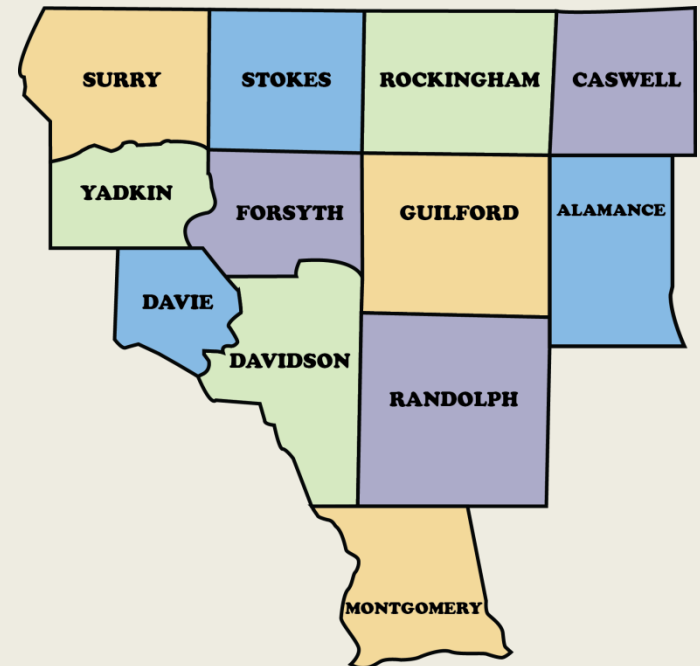 SURRY
STOKES
ROCKINGHAM
CASWELL
YADKIN
FORSYTH
GUILFORD
ALAMANCE
DAVIE
DAVIDSON
RANDOLPH
MONTGOMERY